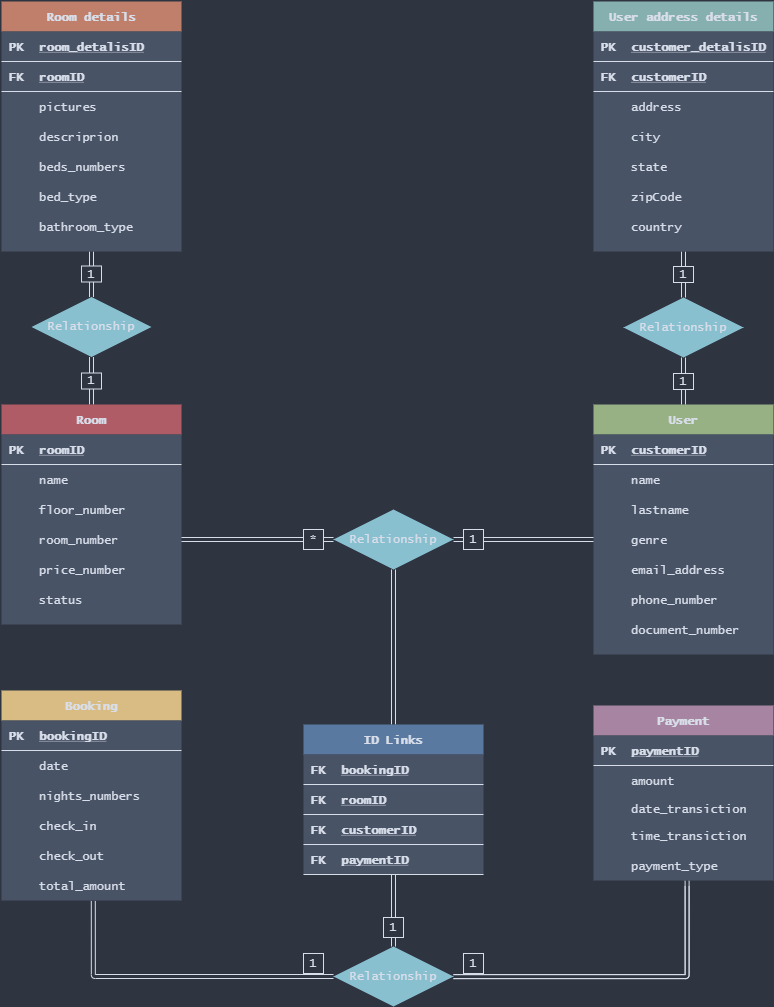 Room details
PK room_detalisID
FK roomID
pictures
descriprion
beds_numbers
bed_type
bathroom_type
User address details
PK customer_detalisID
FK customerID
address
city
state
zipCode
country
1
Relationship
1
1
Relationship
1
Room
PK roomID
name
floor_number
room_number
price_number
status
* Relationship 1
User
PK customerID
name
lastname
genre
email_address
phone_number
document_number
Booking
PK bookingID
date
nights_numbers
check_in
check_out
total_amount
ID Links
FK bookingID
FK roomID
FK customerID
FK paymentID
Payment
PK paymentID
amount
date_transiction
time_transiction
payment_type
1
1 Relationship 1